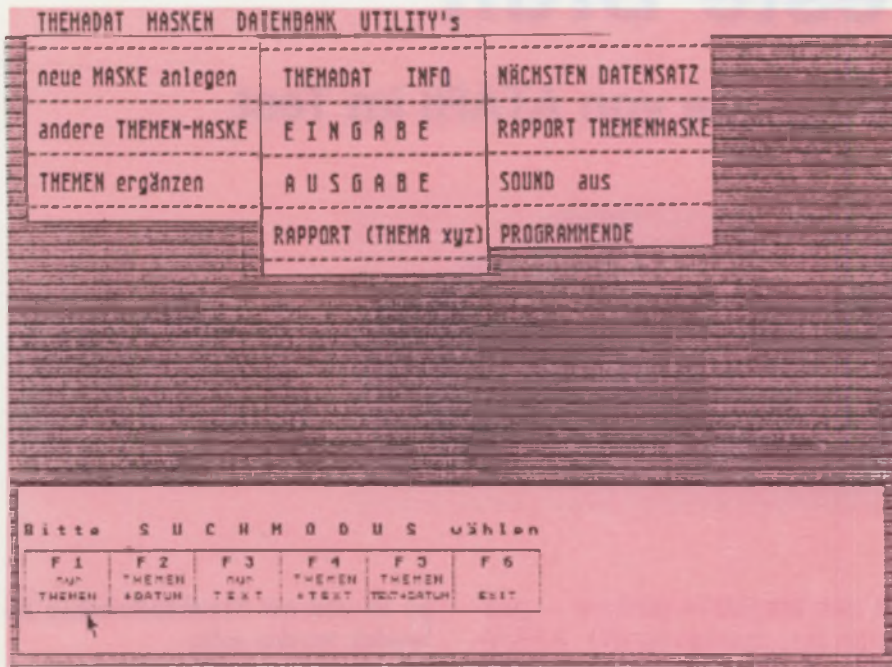 THEMADAT MASKEN DATENBANK UTILITY's
neue MASKE anlegen
andere THEMEN-MASKE
THEMEN ergänzen
THEMADAT INFO
E I N G A B E
A U S G A B E
RAPPORT (THEMA xyz)
NÄCHSTEN DATENSATZ
RAPPORT THEMENMASKE
SOUND aus
PROGRAMMENDE
Bitte S U C H M O D U S wählen
F 1
nur
THEMEN
F 2
THEMEN
+DATUM
F 3
nur
TEXT
F 4
THEMEN
+TEXT
F 5
THEMEN
TEXT+DATUM
F 6
EXIT